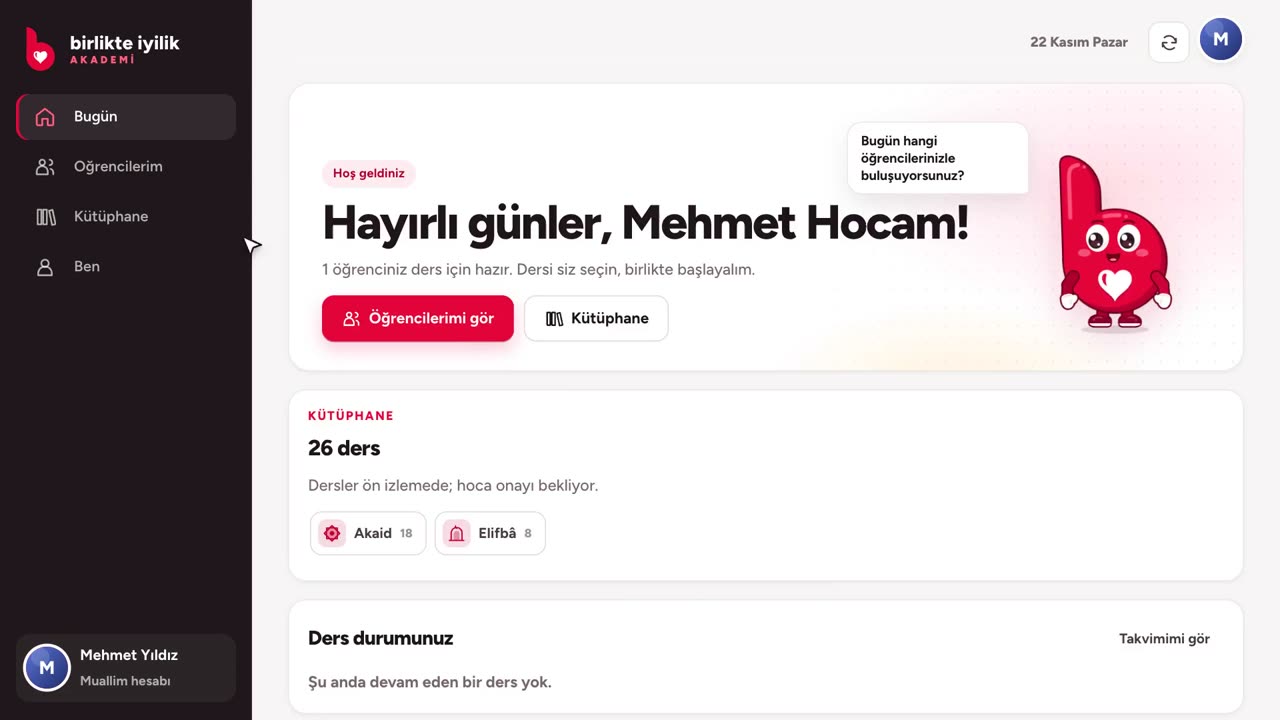 birlikte iyilik
AKADEMİ
Bugün
Öğrencilerim
Kütüphane
Ben
Mehmet Yıldız
Muallim hesabı
M
22 Kasım Pazar
M
Hoş geldiniz
Hayırlı günler, Mehmet Hocam!
1 öğrenciniz ders için hazır. Dersi siz seçin, birlikte başlayalım.
Öğrencilerimi gör
Kütüphane
Bugün hangi
öğrencilerinizle
buluşuyorsunuz?
KÜTÜPHANE
26 ders
Dersler ön izlemede; hoca onayı bekliyor.
Akaid 18
Elifbâ 8
Ders durumunuz
Takvimimi gör
Şu anda devam eden bir ders yok.